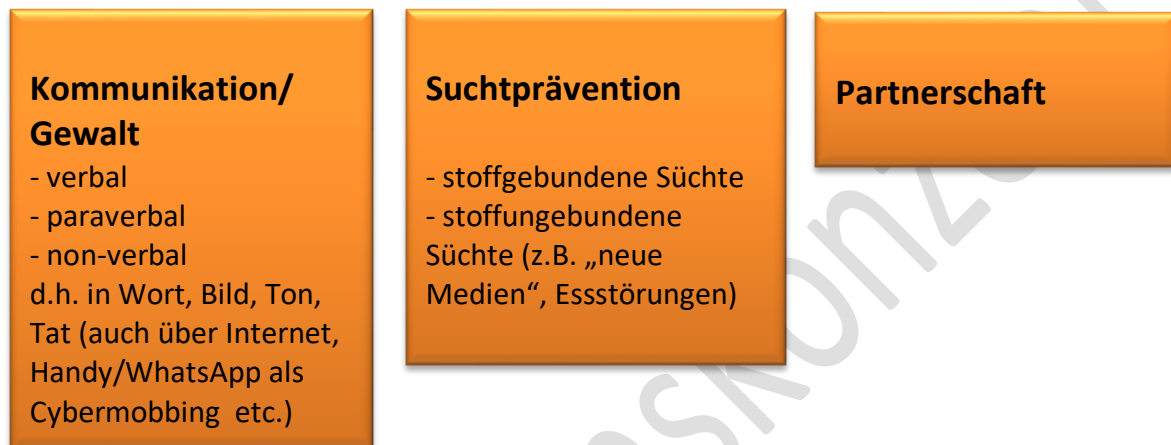 Kommunikation/
Gewalt
- verbal
- paraverbal
- non-verbal
d.h. in Wort, Bild, Ton,
Tat (auch über Internet,
Handy/WhatsApp als
Cybermobbing etc.)
Suchtprävention
- stoffgebundene Süchte
- stoffungebundene
Süchte (z.B. „neue
Medien“, Essstörungen)
Partnerschaft